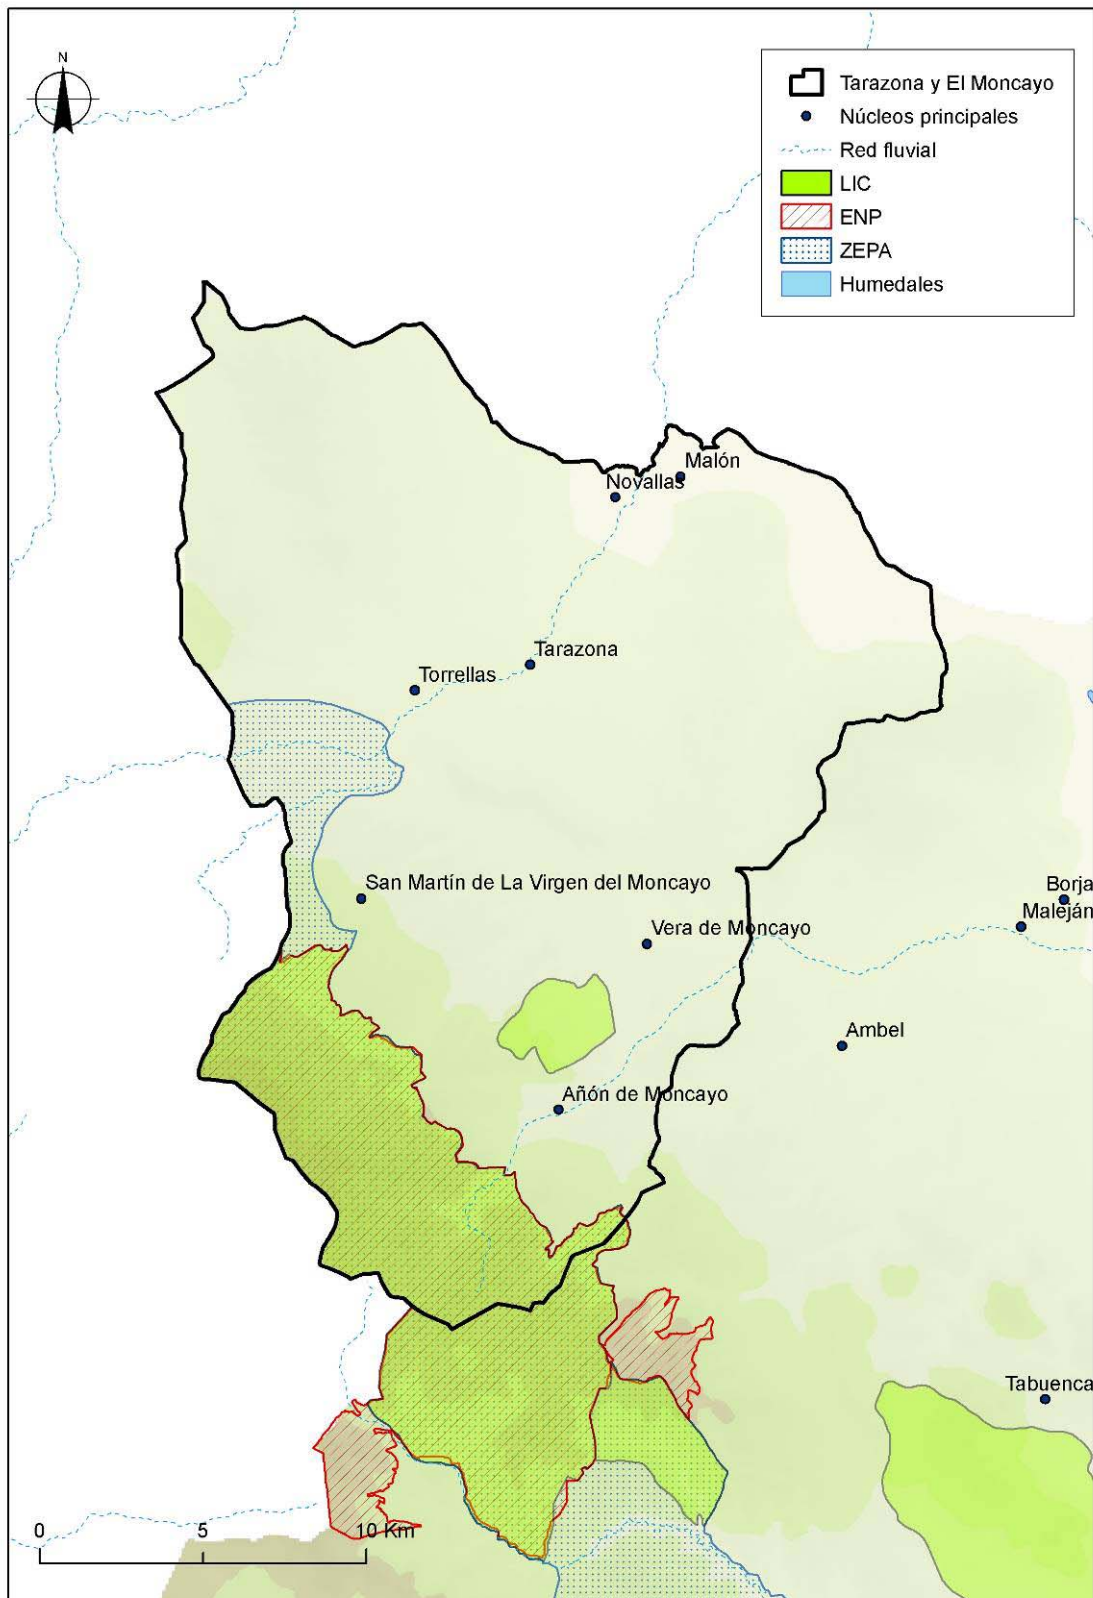 N
Tarazona y El Moncayo
Núcleos principales
Red fluvial
LIC
ENP
ZEPA
Humedales
Malón
Novallas
Tarazona
Torrellas
San Martín de La Virgen del Moncayo
Borja
Maleján
Vera de Moncayo
Ambel
Añón de Moncayo
Tabuenca
0 5 10 Km